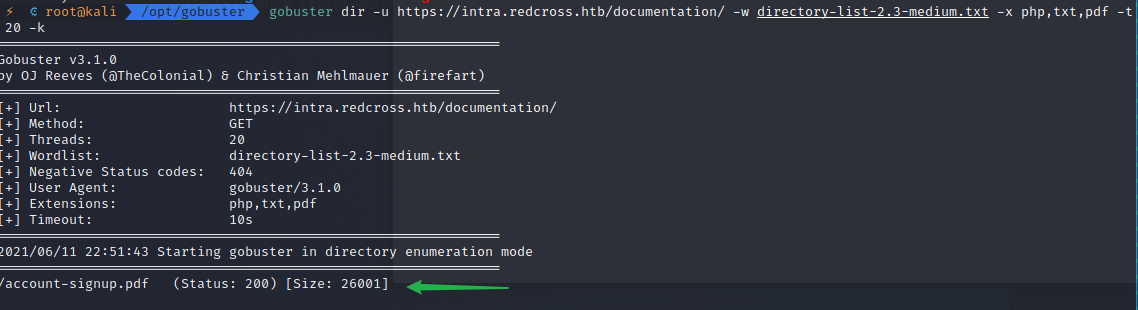 ⚡ root@kali /opt/gobuster gobuster dir -u https://intra.redcross.htb/documentation/ -w directory-list-2.3-medium.txt -x php,txt,pdf -t
20 -k
Gobuster v3.1.0
by OJ Reeves (@TheColonial) & Christian Mehlmauer (@firefart)
[+] Url: https://intra.redcross.htb/documentation/
[+] Method: GET
[+] Threads: 20
[+] Wordlist: directory-list-2.3-medium.txt
[+] Negative Status codes: 404
[+] User Agent: gobuster/3.1.0
[+] Extensions: php,txt,pdf
[+] Timeout: 10s
2021/06/11 22:51:43 Starting gobuster in directory enumeration mode
/account-signup.pdf (Status: 200) [Size: 26001]